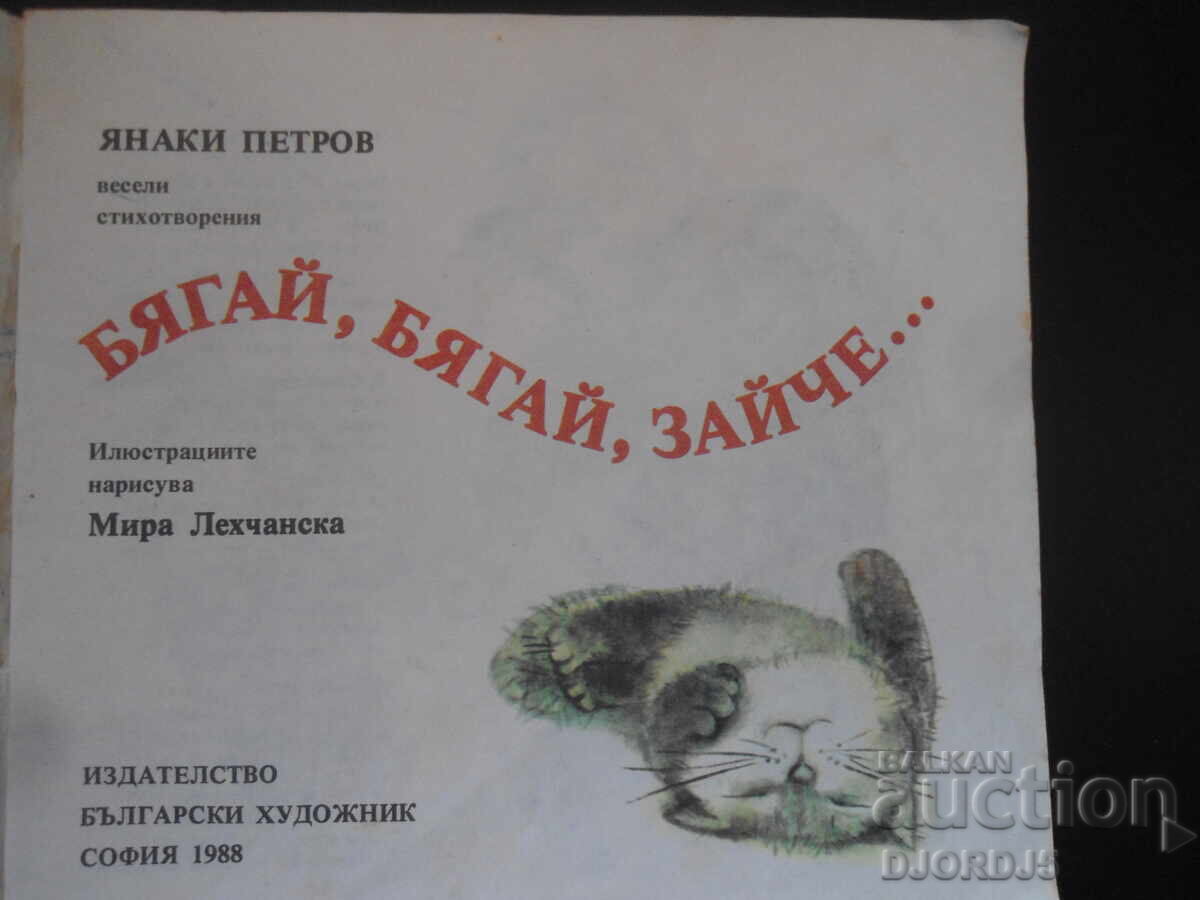 ЯНАКИ ПЕТРОВ
весели
стихотворения
БЯГАЙ, БЯГАЙ, ЗАЙЧЕ...
Илюстрациите
нарисува
Мира Лехчанска
ИЗДАТЕЛСТВО
БЪЛГАРСКИ ХУДОЖНИК
СОФИЯ 1988
BALKAN
auction
DJORDJ5